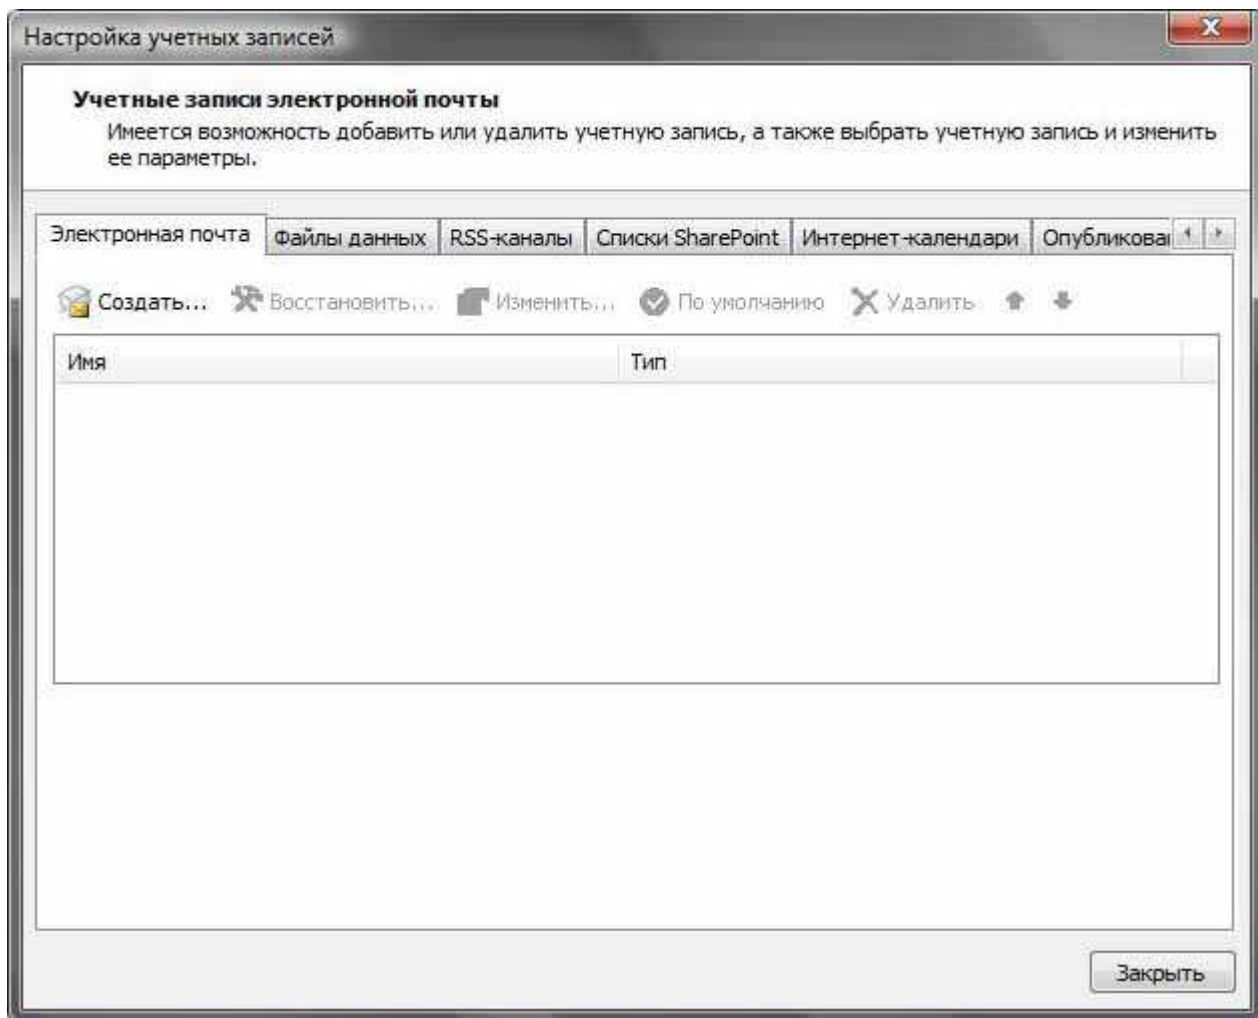 Настройка учетных записей
Учетные записи электронной почты
Имеется возможность добавить или удалить учетную запись, а также выбрать учетную запись и изменить
ее параметры.
Электронная почта Файлы данных RSS-каналы Списки SharePoint Интернет-календари Опубликова
Создать... Восстановить... Изменить... По умолчанию Удалить
Имя Тип
Закрыть